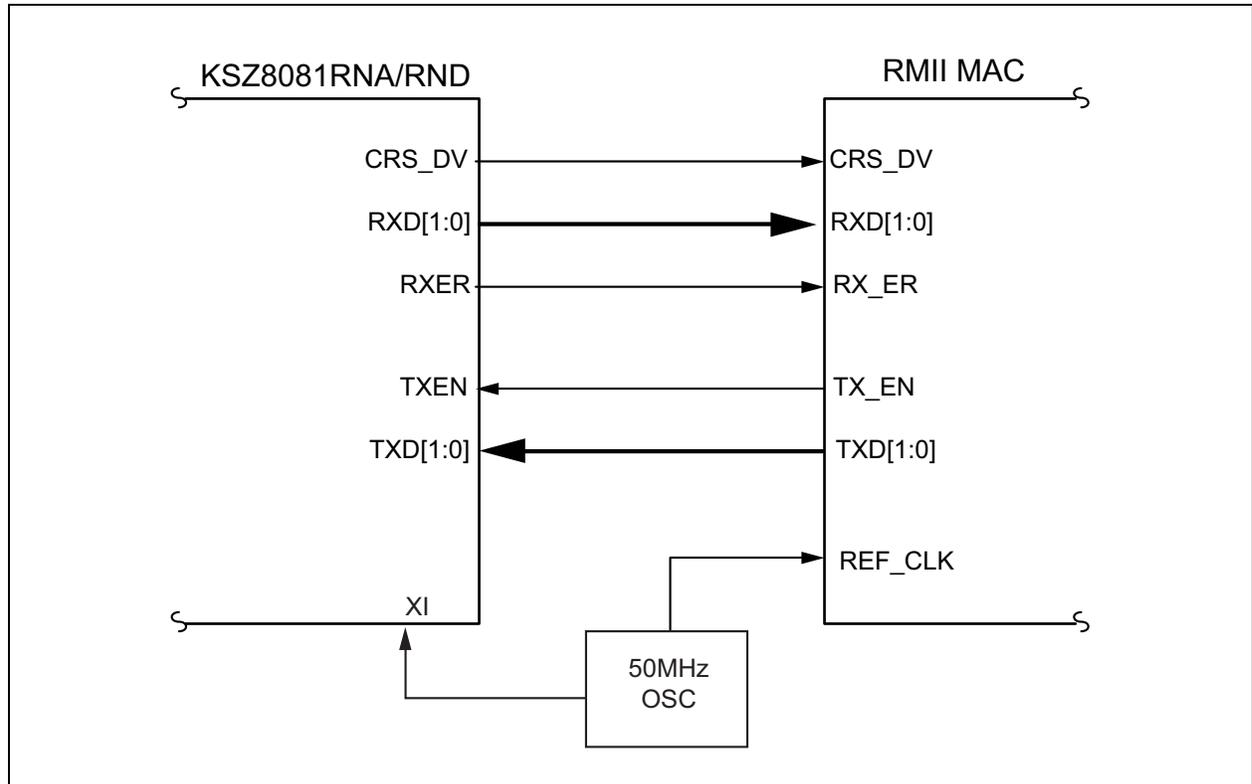 KSZ8081RNA/RND
RMII MAC
CRS_DV
CRS_DV
RXD[1:0]
RXD[1:0]
RXER
RX_ER
TXEN
TX_EN
TXD[1:0]
TXD[1:0]
REF_CLK
XI
50MHz
OSC